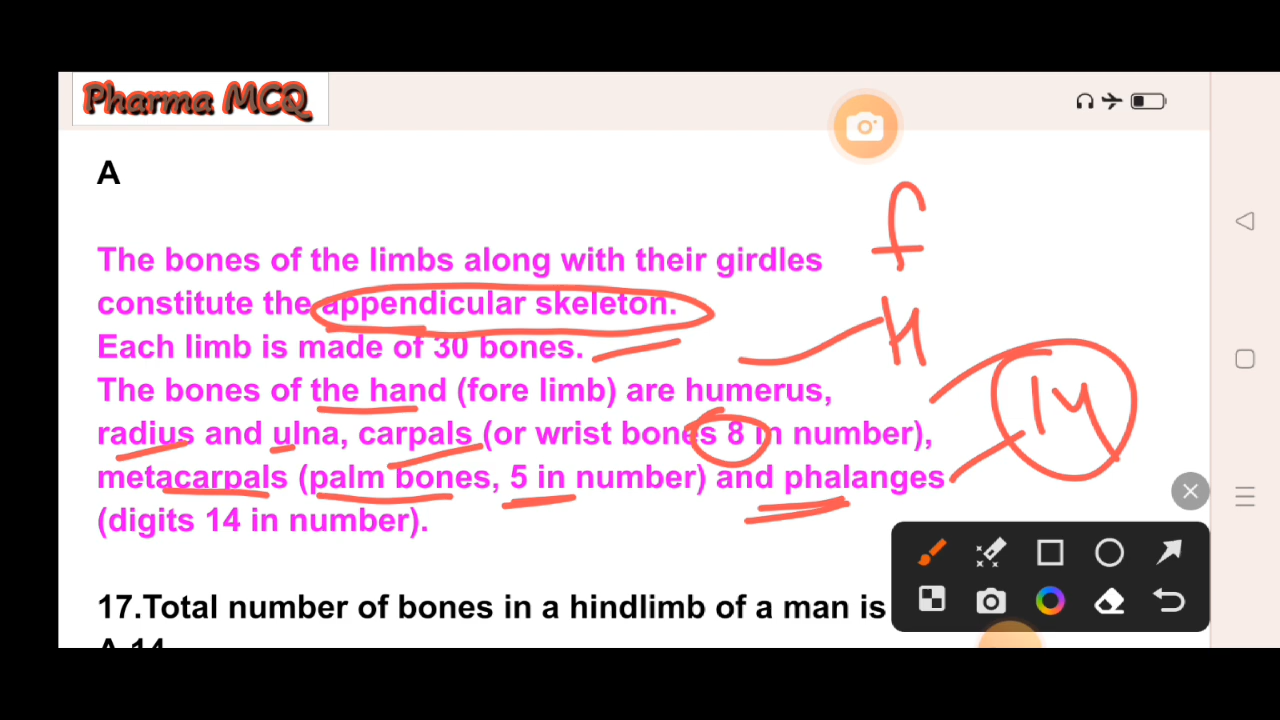 Pharma MCQ
A
f
The bones of the limbs along with their girdles
constitute the appendicular skeleton.
H
Each limb is made of 30 bones.
The bones of the hand (fore limb) are humerus,
14
radius and ulna, carpals (or wrist bones 8 in number),
metacarpals (palm bones, 5 in number) and phalanges
(digits 14 in number).
17.Total number of bones in a hindlimb of a man is
A.14